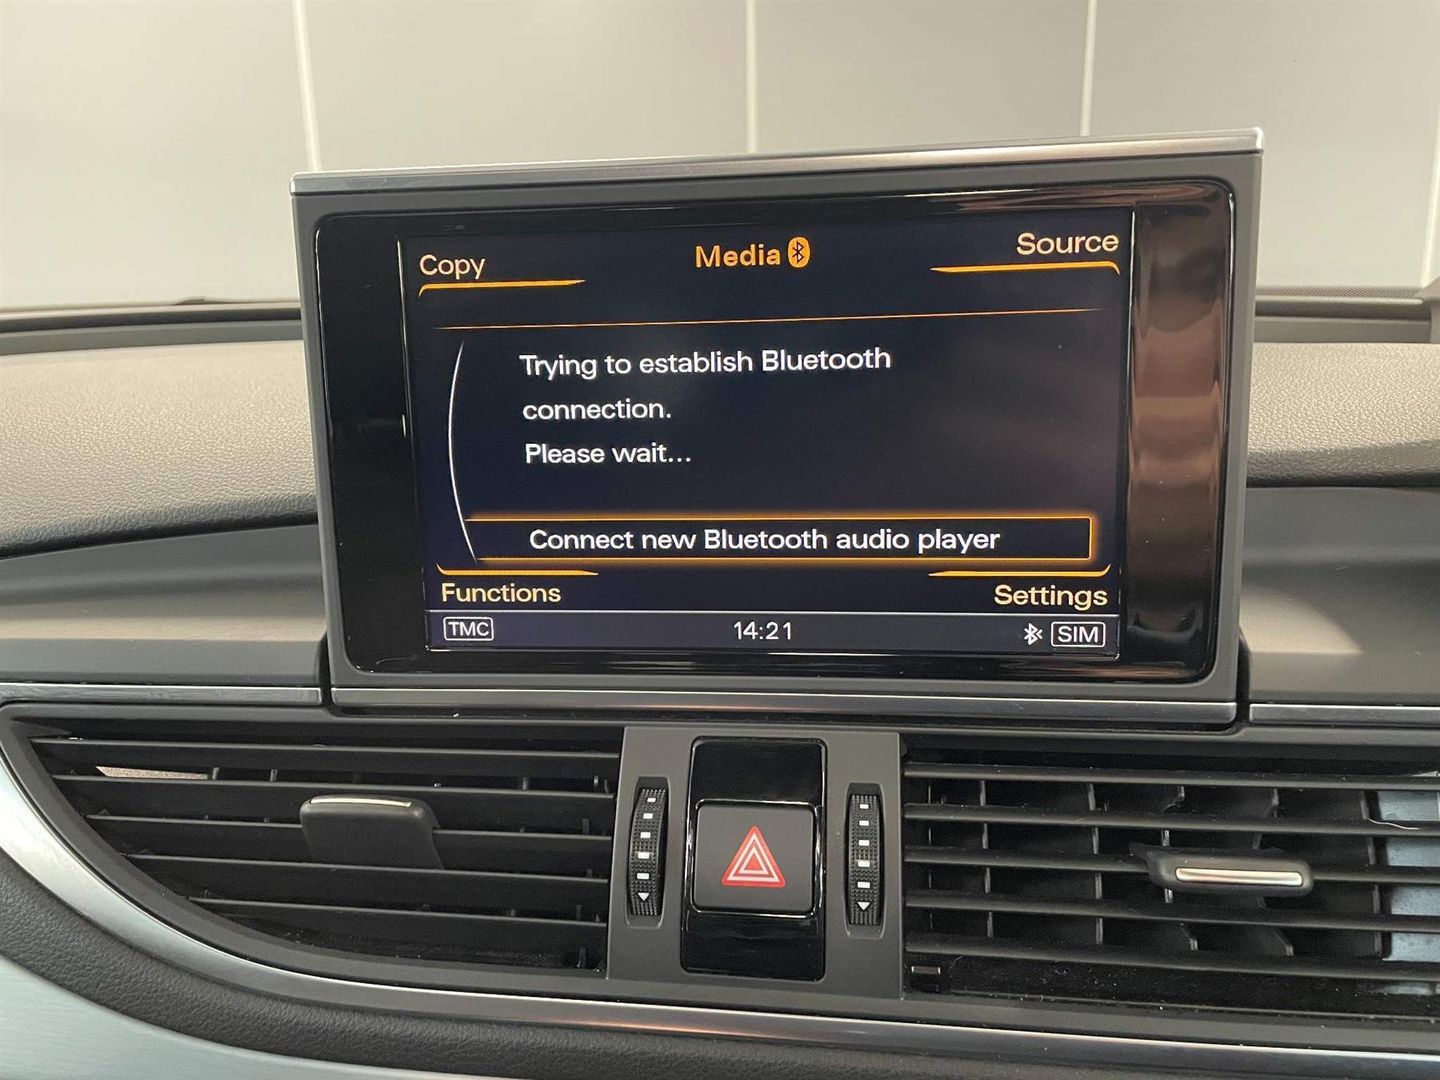 Copy
Media
Source
Trying to establish Bluetooth
connection.
Please wait...
Connect new Bluetooth audio player
Functions
Settings
TMC
14:21
SIM